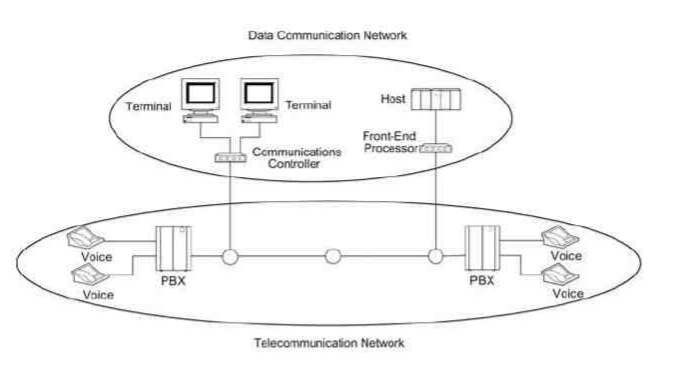 Data Communication Network
Terminal
Terminal
Host
Front-End
Processor
Communications
Controller
Voice
Voice
PBX
PBX
Voice
Voice
Telecommunication Network